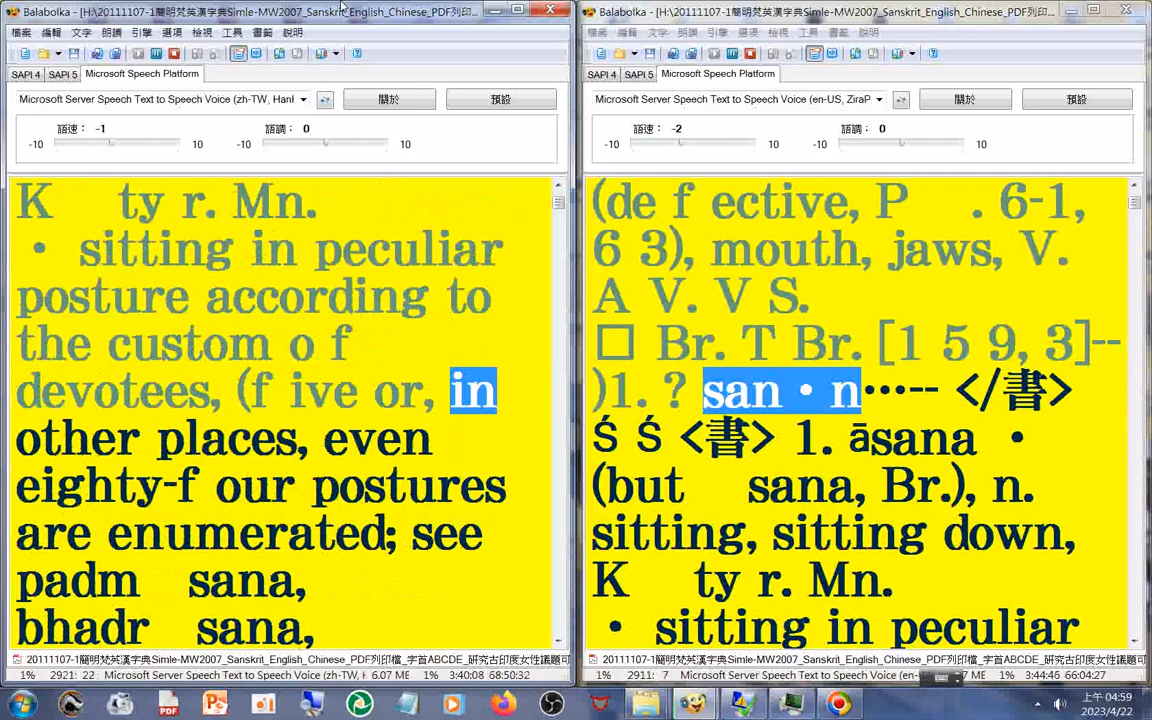 Balabolka - [H:\20111107-1簡明梵英漢字典Simle-MW2007_Sanskrit_English_Chinese_PDF列印...
檔案 編輯 文字 朗讀 引擎 選項 檢視 工具 書籤 說明
SAPI 4 SAPI 5 Microsoft Speech Platform
Microsoft Server Speech Text to Speech Voice (zh-TW, Hanl
關於 預設
語速： -1 語調： 0
-10 10 -10 10
K ty r. Mn.
• sitting in peculiar
posture according to
the custom o f
devotees, (f ive or, in
other places, even
eighty-f our postures
are enumerated; see
padm sana,
bhadr sana,
20111107-1簡明梵英漢字典Simle-MW2007_Sanskrit_English_Chinese_PDF列印檔_字首ABCDE_研究古印度女性議題可
1% 2921: 22 Microsoft Server Speech Text to Speech Voice (zh-TW, H 6.07 MB 1% 3:40:08 68:50:32
Balabolka - [H:\20111107-1簡明梵英漢字典Simle-MW2007_Sanskrit_English_Chinese_PDF列印...
檔案 編輯 文字 朗讀 引擎 選項 檢視 工具 書籤 說明
SAPI 4 SAPI 5 Microsoft Speech Platform
Microsoft Server Speech Text to Speech Voice (en-US, ZiraP
關於 預設
語速： -2 語調： 0
-10 10 -10 10
(de f ective, P . 6-1,
6 3), mouth, jaws, V.
A V. V S.
□ Br. T Br. [1 5 9, 3]--
)1. ? san • n…-- </書>
Ś Ś <書> 1. āsana •
(but sana, Br.), n.
sitting, sitting down,
K ty r. Mn.
• sitting in peculiar
20111107-1簡明梵英漢字典Simle-MW2007_Sanskrit_English_Chinese_PDF列印檔_字首ABCDE_研究古印度女性議題可
1% 2911: 7 Microsoft Server Speech Text to Speech Voice (en- 1% 3:44:46 66:04:27
PDF
上午 04:59
2023/4/22